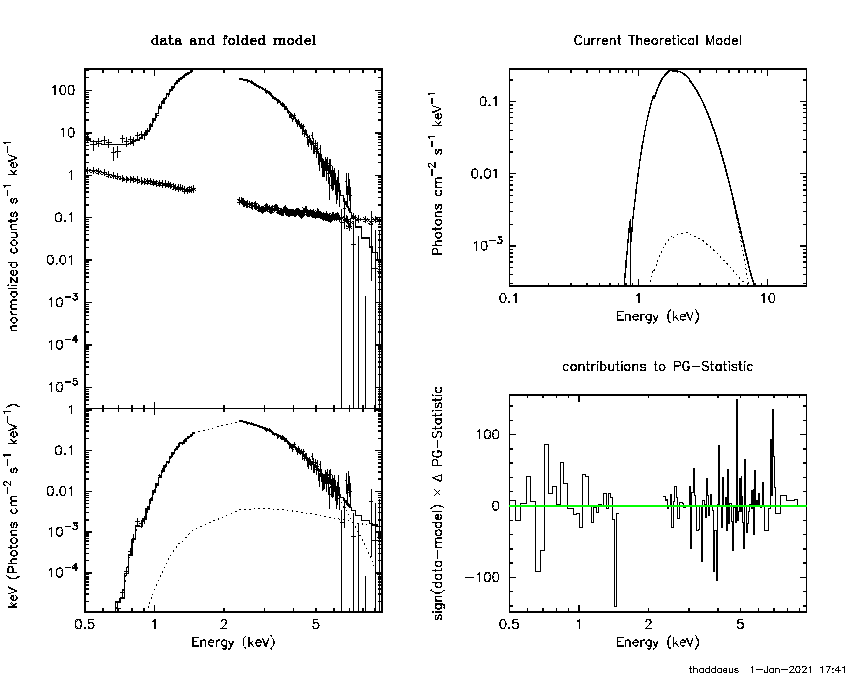 data and folded model
normalized counts s⁻¹ keV⁻¹
100
10
1
0.1
0.01
10⁻³
10⁻⁴
10⁻⁵
keV (Photons cm⁻² s⁻¹ keV⁻¹)
1
0.1
0.01
10⁻³
10⁻⁴
0.5 1 2 5
Energy (keV)
Current Theoretical Model
Photons cm⁻² s⁻¹ keV⁻¹
0.1
0.01
10⁻³
0.1 1 10
Energy (keV)
contributions to PG−Statistic
sign(data−model) × Δ PG−Statistic
100
0
−100
0.5 1 2 5
Energy (keV)
thaddaeus 1−Jan−2021 17:41